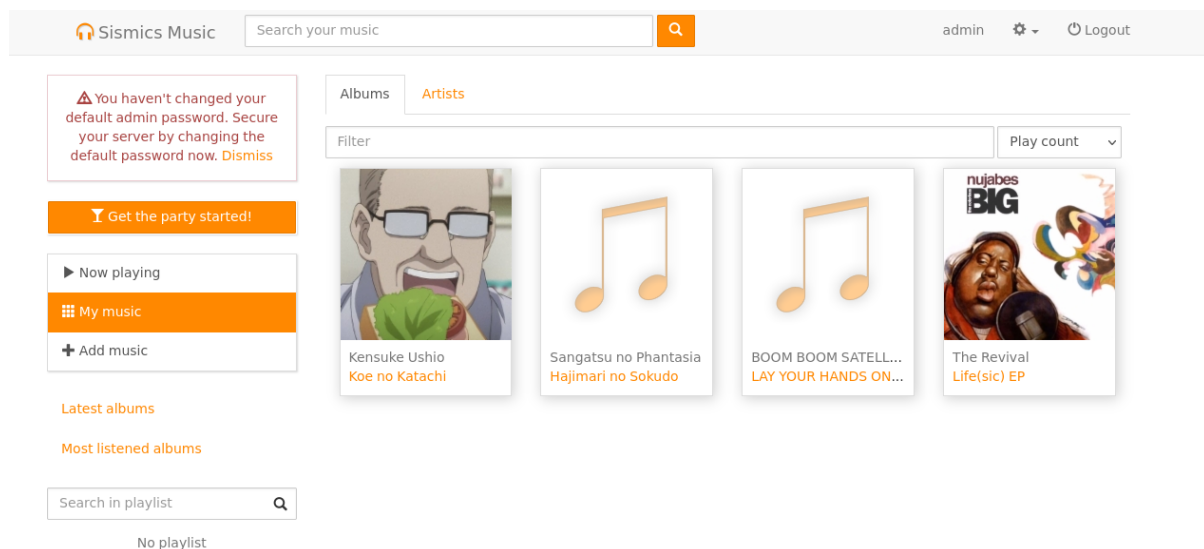 Sismics Music
Search your music
admin
Logout
You haven't changed your
default admin password. Secure
your server by changing the
default password now. Dismiss
Get the party started!
Now playing
My music
Add music
Latest albums
Most listened albums
Search in playlist
No playlist
Albums
Artists
Filter
Play count
Kensuke Ushio
Koe no Katachi
Sangatsu no Phantasia
Hajimari no Sokudo
BOOM BOOM SATELL...
LAY YOUR HANDS ON...
nujabes
BIG
The Revival
Life(sic) EP